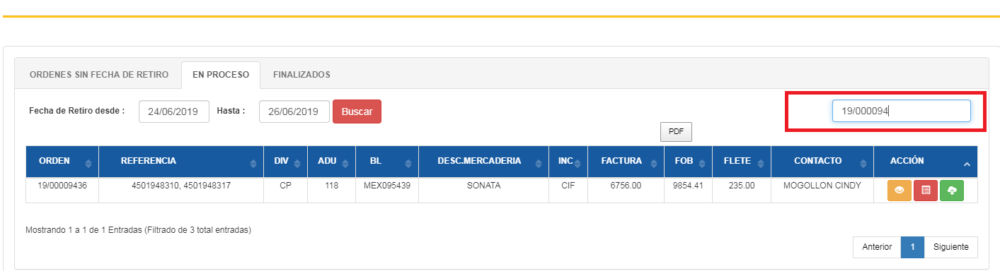 ORDENES SIN FECHA DE RETIRO EN PROCESO FINALIZADOS
Fecha de Retiro desde : 24/06/2019 Hasta : 26/06/2019 Buscar 19/000094
PDF
ORDEN REFERENCIA DIV ADU BL DESC.MERCADERIA INC FACTURA FOB FLETE CONTACTO ACCIÓN
19/00009436 4501948310, 4501948317 CP 118 MEX095439 SONATA CIF 6756.00 9854.41 235.00 MOGOLLON CINDY
Mostrando 1 a 1 de 1 Entradas (Filtrado de 3 total entradas)
Anterior 1 Siguiente